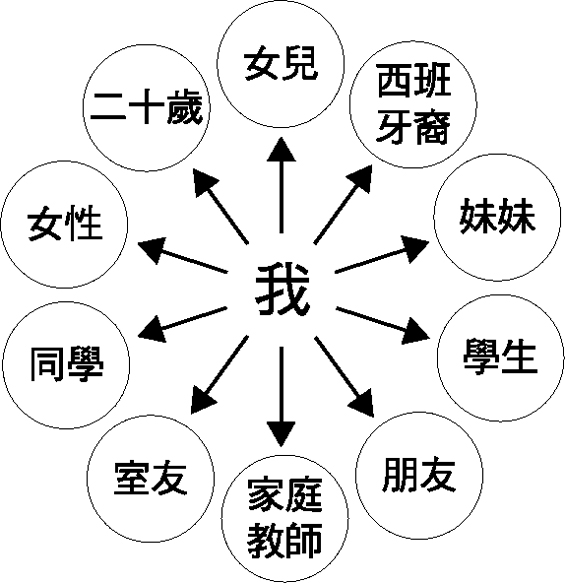 女兒
西班
牙裔
妹妹
學生
朋友
家庭
教師
室友
同學
女性
二十歲
我